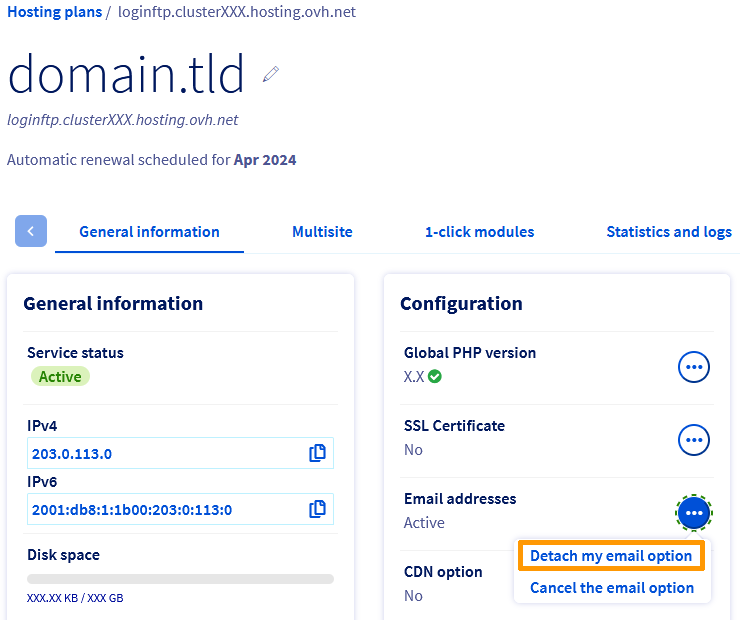 Hosting plans / loginftp.clusterXXX.hosting.ovh.net
domain.tld
loginftp.clusterXXX.hosting.ovh.net
Automatic renewal scheduled for Apr 2024
General information Multisite 1-click modules Statistics and logs
General information
Service status
Active
IPv4
203.0.113.0
IPv6
2001:db8:1:1b00:203:0:113:0
Disk space
XXX.XX KB / XXX GB
Configuration
Global PHP version
X.X
SSL Certificate
No
Email addresses
Active
Detach my email option
Cancel the email option
CDN option
No